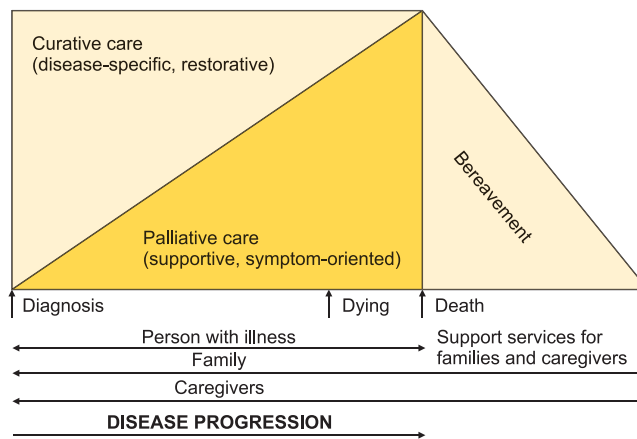 Curative care
(disease-specific, restorative)
Bereavement
Palliative care
(supportive, symptom-oriented)
Diagnosis
Dying
Death
Person with illness
Support services for
families and caregivers
Family
Caregivers
DISEASE PROGRESSION